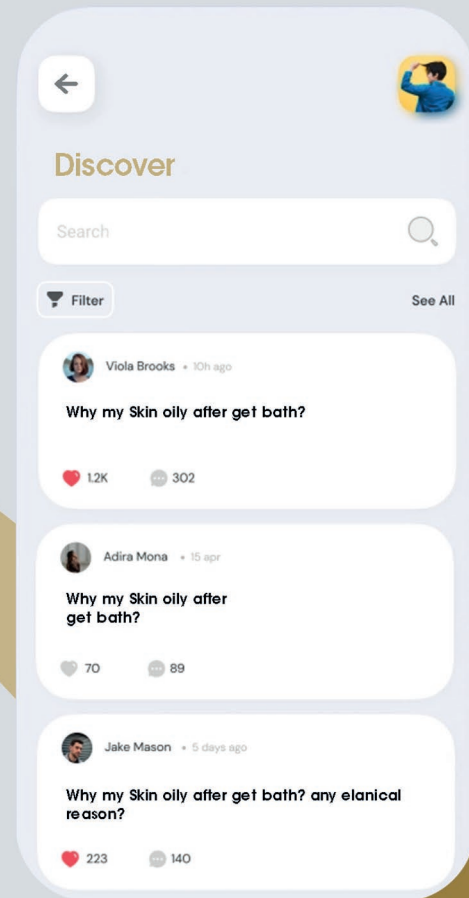 Discover
Search
Filter
See All
Viola Brooks • 10h ago
Why my Skin oily after get bath?
1.2K 302
Adira Mona • 15 apr
Why my Skin oily after
get bath?
70 89
Jake Mason • 5 days ago
Why my Skin oily after get bath? any elanical
reason?
223 140